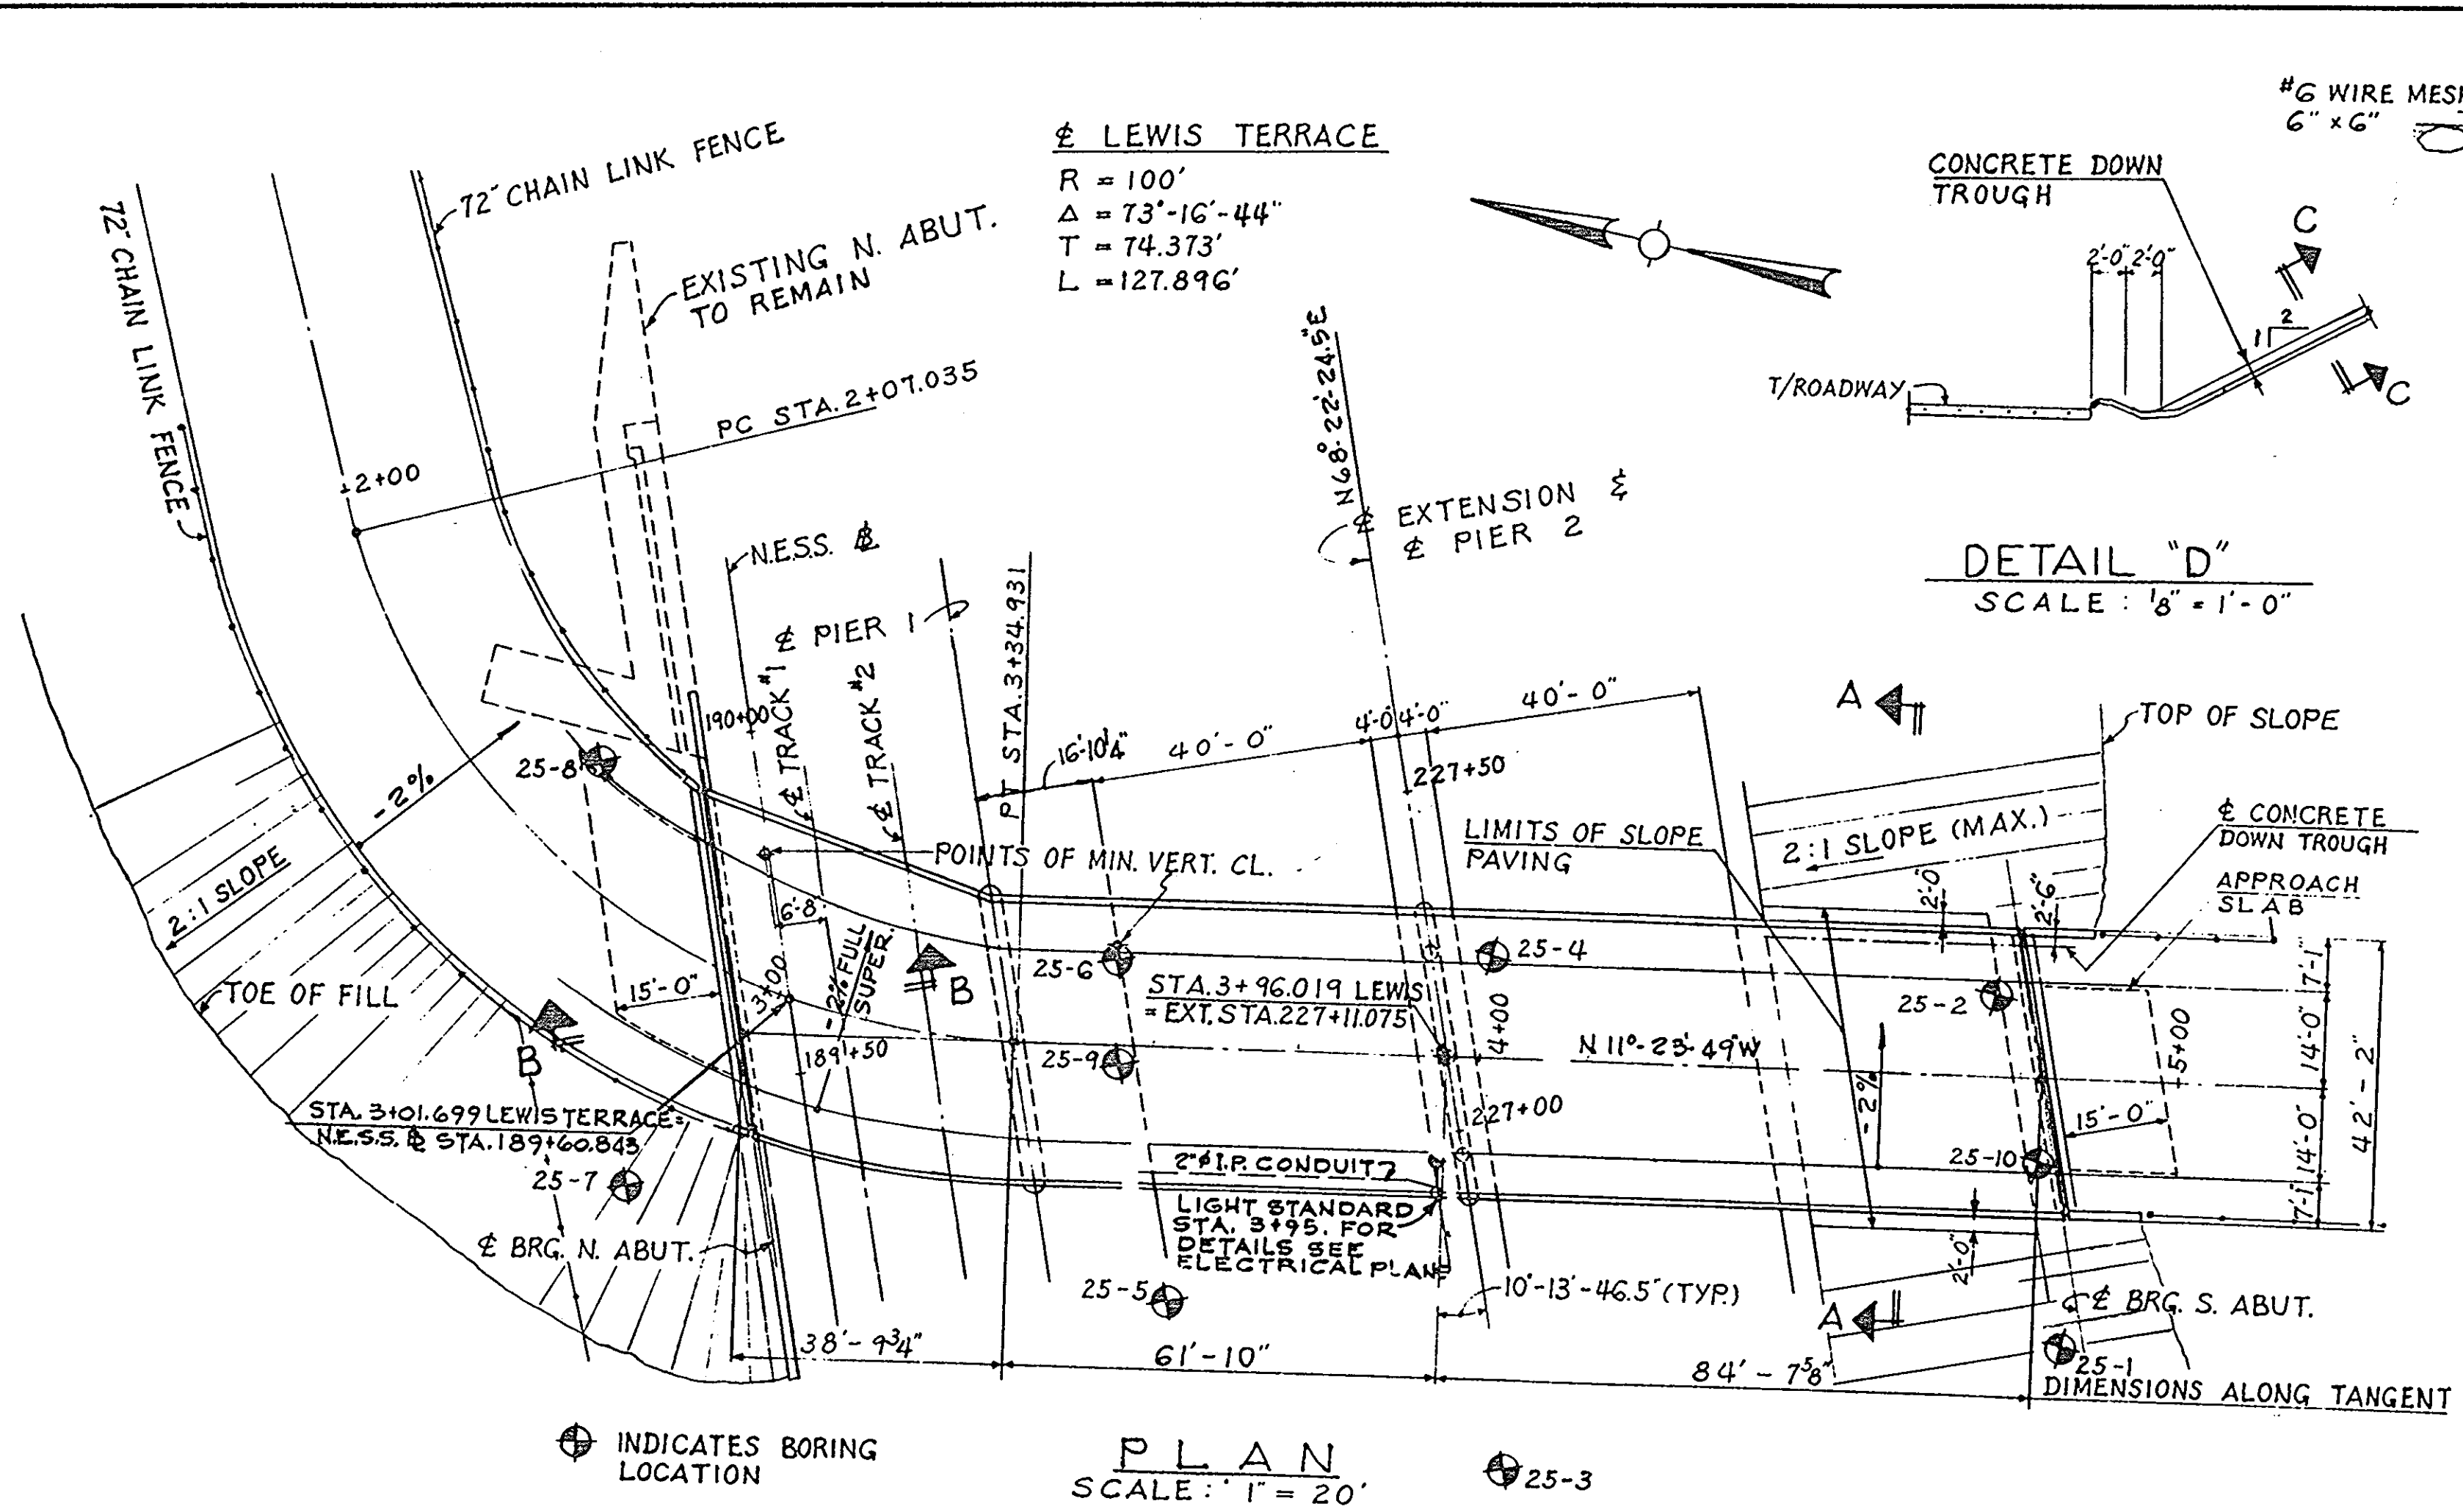 #6 WIRE MESH
6" x 6"
℄ LEWIS TERRACE
R = 100'
Δ = 73°-16'-44"
T = 74.373'
L = 127.896'
CONCRETE DOWN
TROUGH
C
2'-0" 2'-0"
2
1
T/ROADWAY
C
DETAIL "D"
SCALE: 1/8" = 1'-0"
72" CHAIN LINK FENCE
72" CHAIN LINK FENCE
EXISTING N. ABUT.
TO REMAIN
PC STA. 2+07.035
2+00
N.E.S.S. ℄
℄ PIER 1
℄ TRACK #1
℄ TRACK #2
PT STA. 3+34.931
N68°-22'-24.5"E
℄ EXTENSION &
℄ PIER 2
190+00
16'-10¼"
40'-0"
4'-0" 4'-0"
40'-0"
227+50
A
TOP OF SLOPE
25-8
-2%
2:1 SLOPE
TOE OF FILL
POINTS OF MIN. VERT. CL.
LIMITS OF SLOPE
PAVING
2:1 SLOPE (MAX.)
℄ CONCRETE
DOWN TROUGH
APPROACH
SLAB
2'-0"
2'-6"
6'-8"
-2% FULL
SUPER.
B
25-6
25-4
STA. 3+96.019 LEWIS
= EXT. STA. 227+11.075
4+00
25-2
15'-0"
3+00
189+50
25-9
N 11°-23'-49"W
-2%
5+00
7'-1"
14'-0"
14'-0"
7'-1"
42'-2"
15'-0"
B
STA. 3+01.699 LEWIS TERRACE =
N.E.S.S. ℄ STA. 189+60.843
25-7
227+00
25-10
2"⌀ I.P. CONDUIT
LIGHT STANDARD
STA. 3+95. FOR
DETAILS SEE
ELECTRICAL PLANS
℄ BRG. N. ABUT.
25-5
10°-13'-46.5" (TYP.)
2'-0"
A
℄ BRG. S. ABUT.
25-1
38'-9¾"
61'-10"
84'-7⅝"
DIMENSIONS ALONG TANGENT
INDICATES BORING
LOCATION
PLAN
SCALE: 1" = 20'
25-3